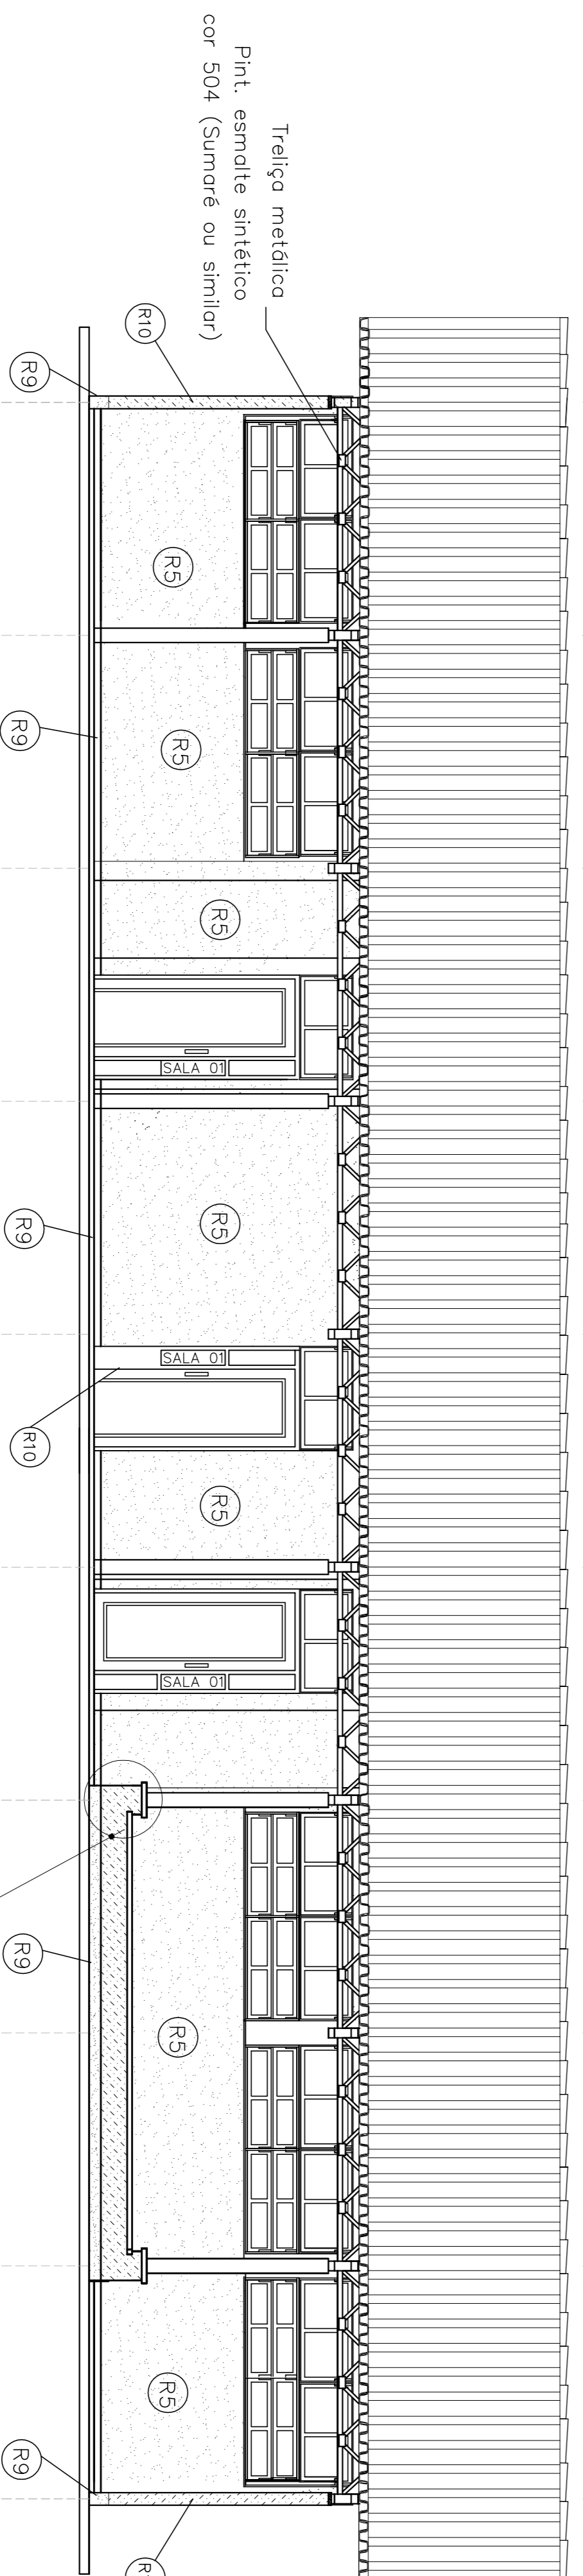 Treliça metálica
Pint. esmalte sintético
cor 504 (Sumaré ou similar)
R10
R9
R5
R9
R5
R5
SALA 01
R9
R5
SALA 01
R10
R5
SALA 01
R9
R5
R5
R9